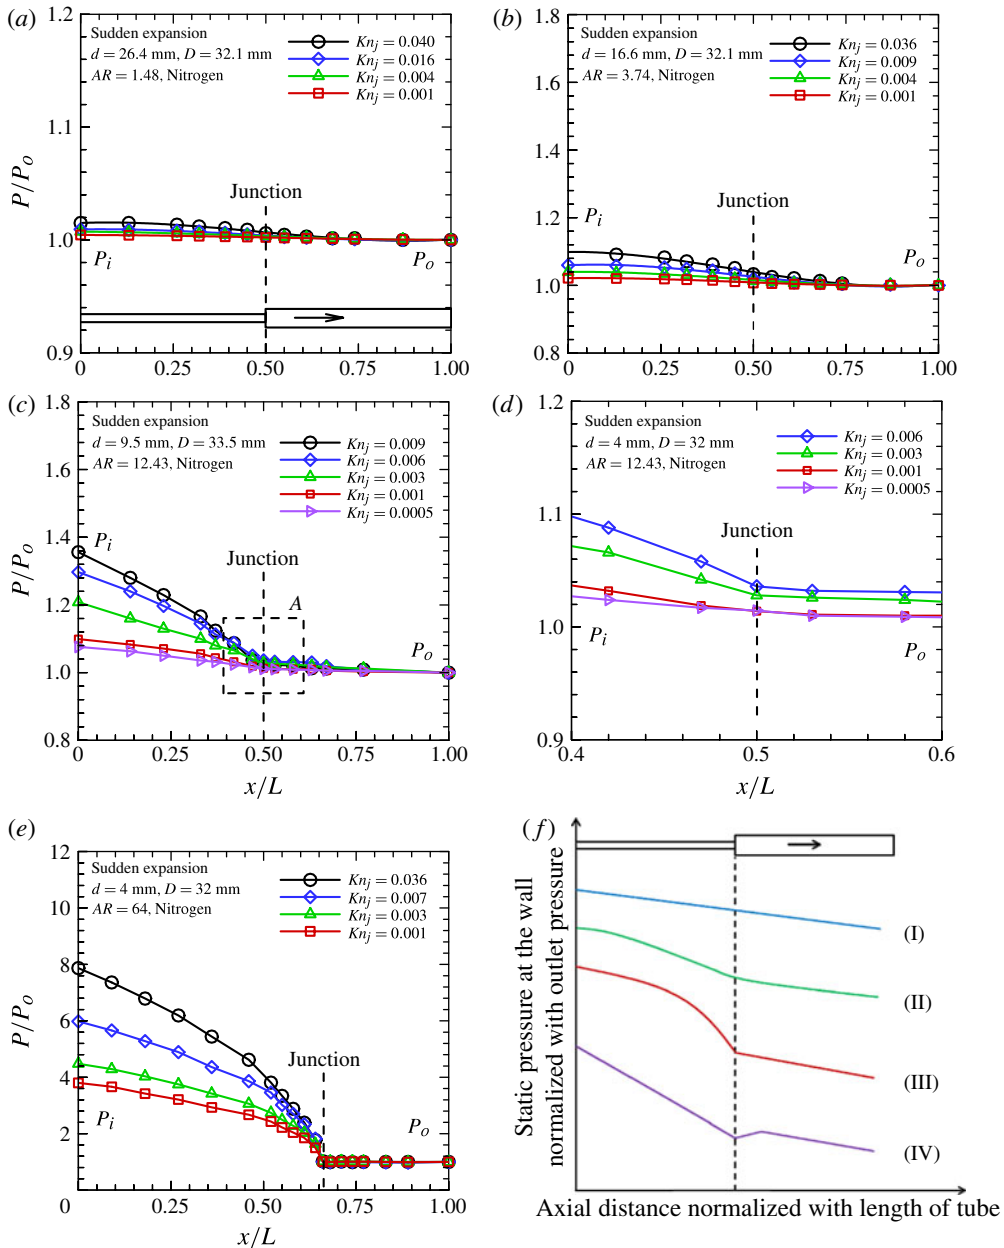 (a)
Sudden expansion
d = 26.4 mm, D = 32.1 mm
AR = 1.48, Nitrogen
Knj = 0.040
Knj = 0.016
Knj = 0.004
Knj = 0.001
1.2
1.1
1.0
0.9
P/Po
Junction
Pi
Po
0
0.25
0.50
0.75
1.00
(b)
Sudden expansion
d = 16.6 mm, D = 32.1 mm
AR = 3.74, Nitrogen
Knj = 0.036
Knj = 0.009
Knj = 0.004
Knj = 0.001
1.8
1.6
1.4
1.2
1.0
0.8
Pi
Junction
Po
0
0.25
0.50
0.75
1.00
(c)
Sudden expansion
d = 9.5 mm, D = 33.5 mm
AR = 12.43, Nitrogen
Knj = 0.009
Knj = 0.006
Knj = 0.003
Knj = 0.001
Knj = 0.0005
1.8
1.6
1.4
1.2
1.0
0.8
P/Po
Pi
Junction
A
Po
0
0.25
0.50
0.75
1.00
x/L
(d)
Sudden expansion
d = 4 mm, D = 32 mm
AR = 12.43, Nitrogen
Knj = 0.006
Knj = 0.003
Knj = 0.001
Knj = 0.0005
1.2
1.1
1.0
0.9
Junction
Pi
Po
0.4
0.5
0.6
x/L
(e)
Sudden expansion
d = 4 mm, D = 32 mm
AR = 64, Nitrogen
Knj = 0.036
Knj = 0.007
Knj = 0.003
Knj = 0.001
12
10
8
6
4
2
P/Po
Junction
Pi
Po
0
0.25
0.50
0.75
1.00
x/L
(f)
Static pressure at the wall
normalized with outlet pressure
(I)
(II)
(III)
(IV)
Axial distance normalized with length of tube